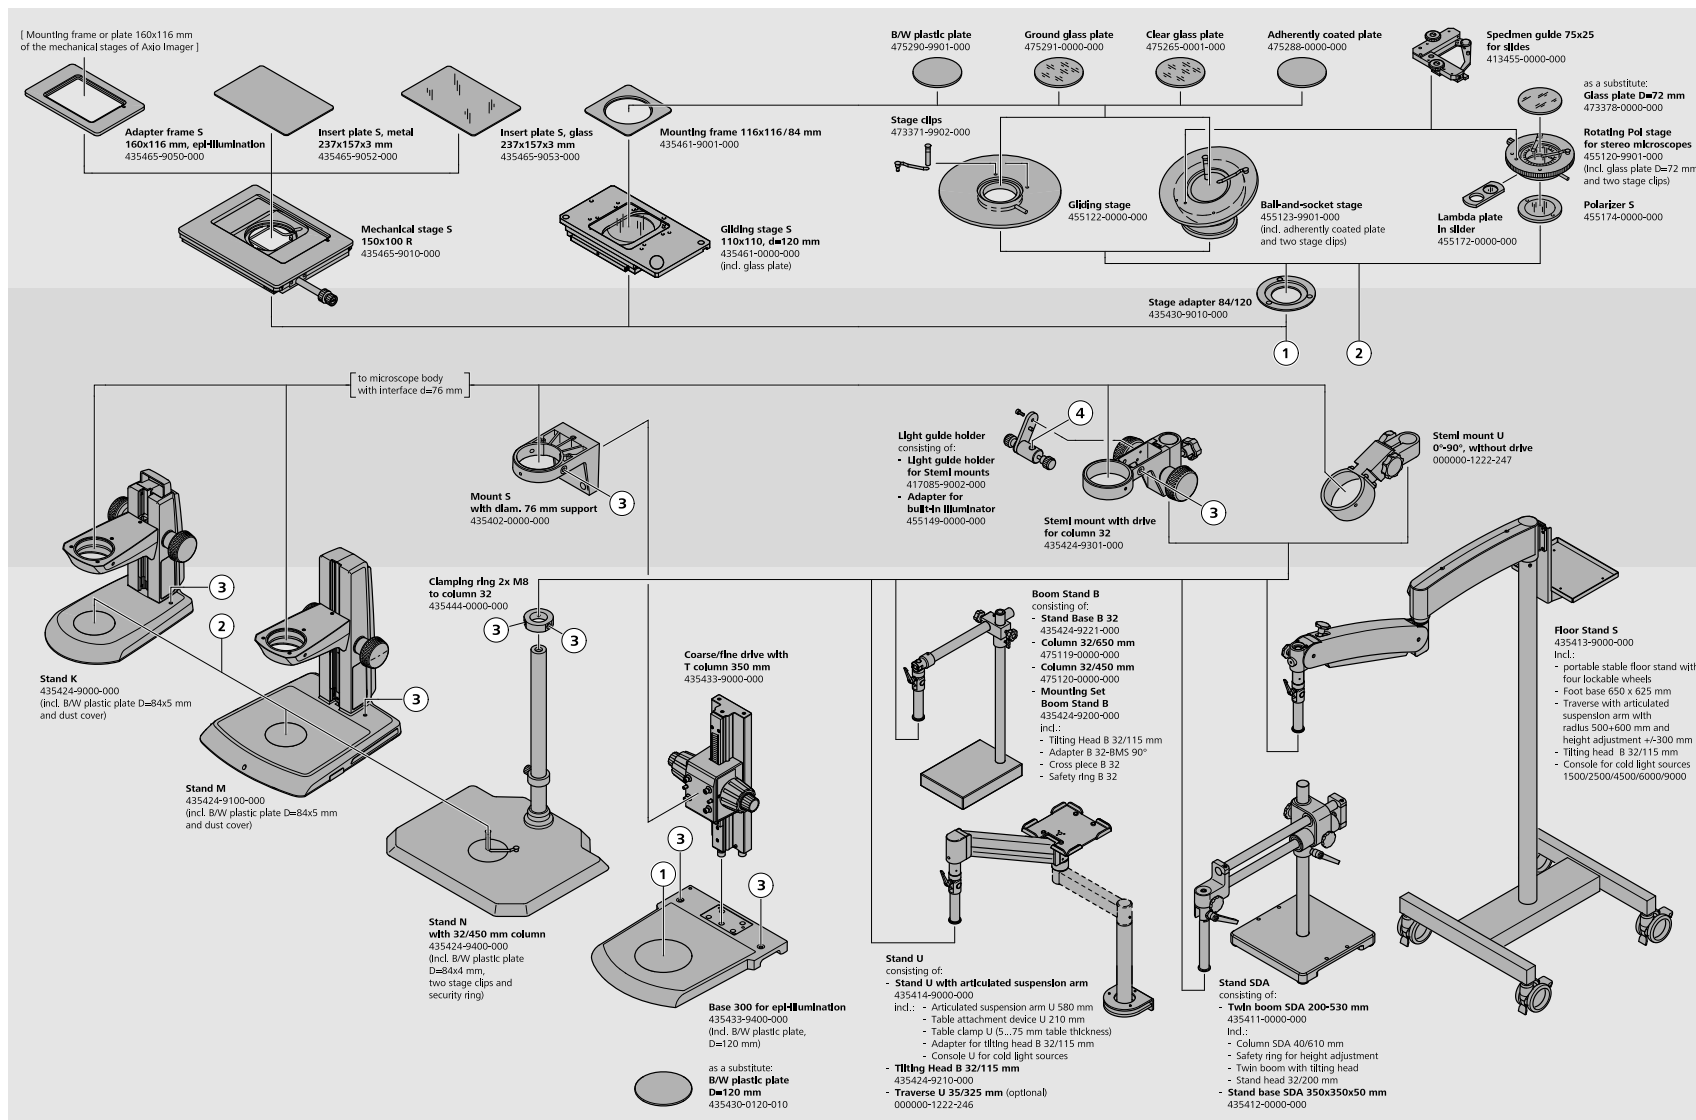 [ Mounting frame or plate 160x116 mm
of the mechanical stages of Axio Imager ]
Adapter frame S
160x116 mm, epi-illumination
435465-9050-000
Insert plate S, metal
237x157x3 mm
435465-9052-000
Insert plate S, glass
237x157x3 mm
435465-9053-000
Mounting frame 116x116/84 mm
435461-9001-000
B/W plastic plate
475290-9901-000
Ground glass plate
475291-0000-000
Clear glass plate
475265-0001-000
Adherently coated plate
475288-0000-000
Specimen guide 75x25
for slides
413455-0000-000
as a substitute:
Glass plate D=72 mm
473378-0000-000
Stage clips
473371-9902-000
Rotating Pol stage
for stereo microscopes
455120-9901-000
(Incl. glass plate D=72 mm
and two stage clips)
Mechanical stage S
150x100 R
435465-9010-000
Gliding stage S
110x110, d=120 mm
435461-0000-000
(incl. glass plate)
Gliding stage
455122-0000-000
Ball-and-socket stage
455123-9901-000
(incl. adherently coated plate
and two stage clips)
Lambda plate
in slider
455172-0000-000
Polarizer S
455174-0000-000
Stage adapter 84/120
435430-9010-000
1
2
to microscope body
with interface d=76 mm
Mount S
with diam. 76 mm support
435402-0000-000
3
Light guide holder
consisting of:
- Light guide holder
for Stemi mounts
417085-9002-000
- Adapter for
built-in illuminator
455149-0000-000
4
3
Stemi mount with drive
for column 32
435424-9301-000
Stemi mount U
0°-90°, without drive
000000-1222-247
3
2
Stand K
435424-9000-000
(incl. B/W plastic plate D=84x5 mm
and dust cover)
3
Stand M
435424-9100-000
(incl. B/W plastic plate D=84x5 mm
and dust cover)
Clamping ring 2x M8
to column 32
435444-0000-000
3
3
Stand N
with 32/450 mm column
435424-9400-000
(Incl. B/W plastic plate
D=84x4 mm,
two stage clips and
security ring)
Coarse/fine drive with
T column 350 mm
435433-9000-000
3
1
3
Base 300 for epi-illumination
435433-9400-000
(Incl. B/W plastic plate,
D=120 mm)
as a substitute:
B/W plastic plate
D=120 mm
435430-0120-010
Boom Stand B
consisting of:
- Stand Base B 32
435424-9221-000
- Column 32/650 mm
475119-0000-000
- Column 32/450 mm
475120-0000-000
- Mounting Set
Boom Stand B
435424-9200-000
incl.:
- Tilting Head B 32/115 mm
- Adapter B 32-BMS 90°
- Cross piece B 32
- Safety ring B 32
Stand U
consisting of:
- Stand U with articulated suspension arm
435414-9000-000
incl.: - Articulated suspension arm U 580 mm
- Table attachment device U 210 mm
- Table clamp U (5...75 mm table thickness)
- Adapter for tilting head B 32/115 mm
- Console U for cold light sources
- Tilting Head B 32/115 mm
435424-9210-000
- Traverse U 35/325 mm (optional)
000000-1222-246
Stand SDA
consisting of:
- Twin boom SDA 200-530 mm
435411-0000-000
Incl.:
- Column SDA 40/610 mm
- Safety ring for height adjustment
- Twin boom with tilting head
- Stand head 32/200 mm
- Stand base SDA 350x350x50 mm
435412-0000-000
Floor Stand S
435413-9000-000
Incl.:
- portable stable floor stand with
four lockable wheels
- Foot base 650 x 625 mm
- Traverse with articulated
suspension arm with
radius 500+600 mm and
height adjustment +/-300 mm
- Tilting head B 32/115 mm
- Console for cold light sources
1500/2500/4500/6000/9000